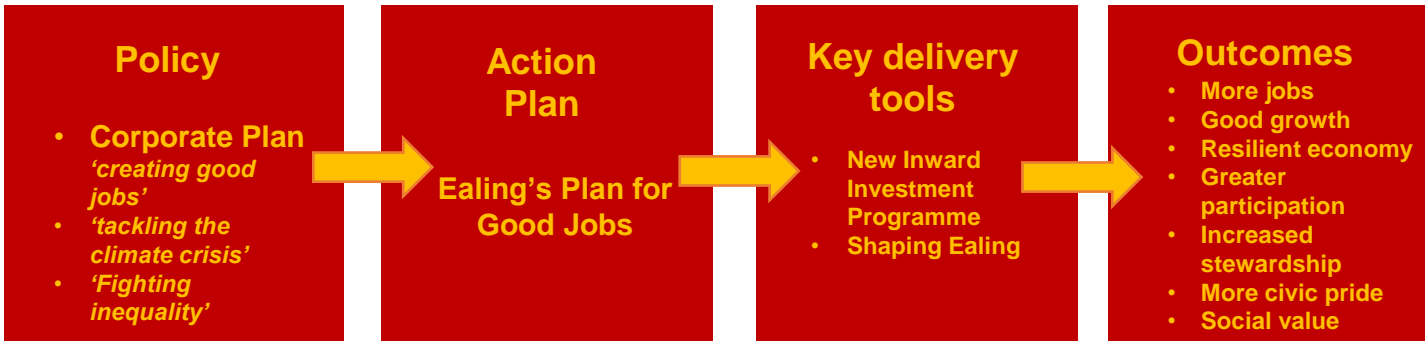 Policy
• Corporate Plan
‘creating good
jobs’
• ‘tackling the
climate crisis’
• ‘Fighting
inequality’
Action
Plan
Ealing’s Plan for
Good Jobs
Key delivery
tools
• New Inward
Investment
Programme
• Shaping Ealing
Outcomes
• More jobs
• Good growth
• Resilient economy
• Greater
participation
• Increased
stewardship
• More civic pride
• Social value